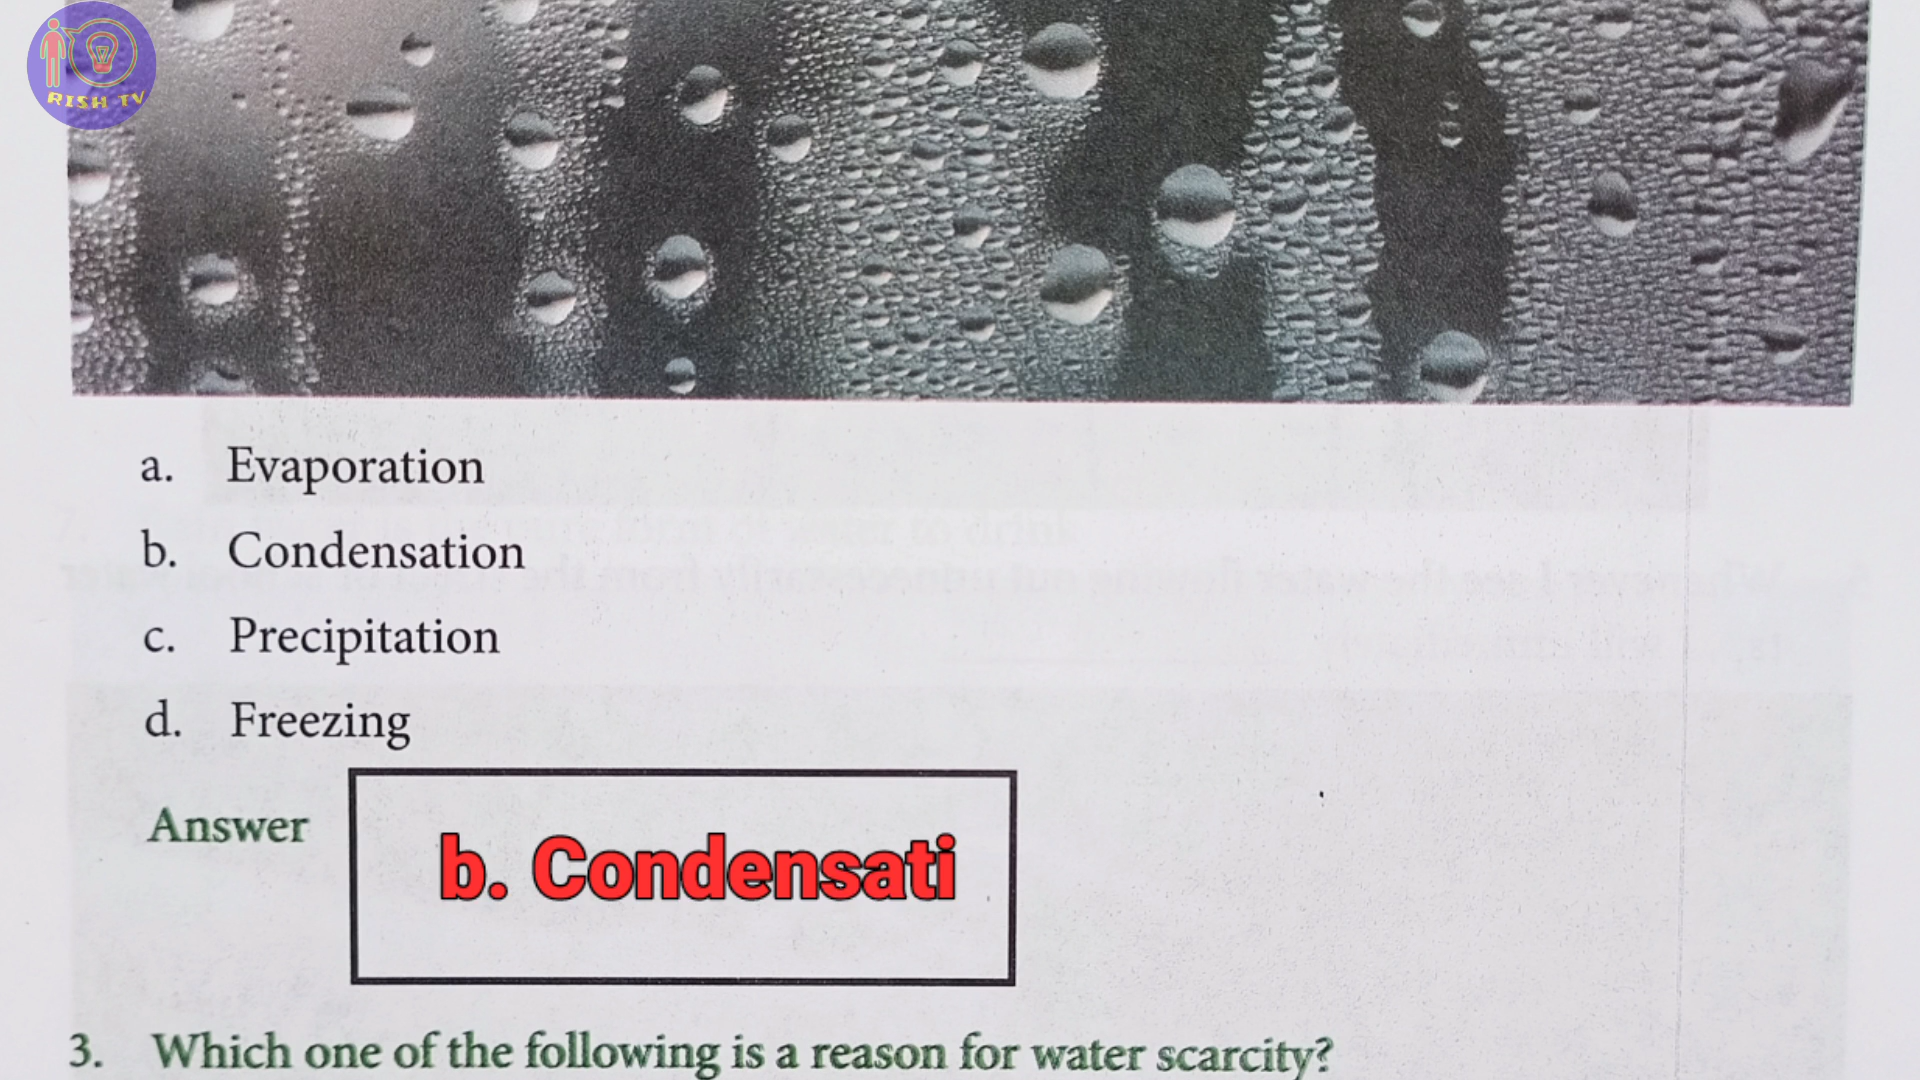 RISH TV
a. Evaporation
b. Condensation
c. Precipitation
d. Freezing
Answer
b. Condensati
3. Which one of the following is a reason for water scarcity?